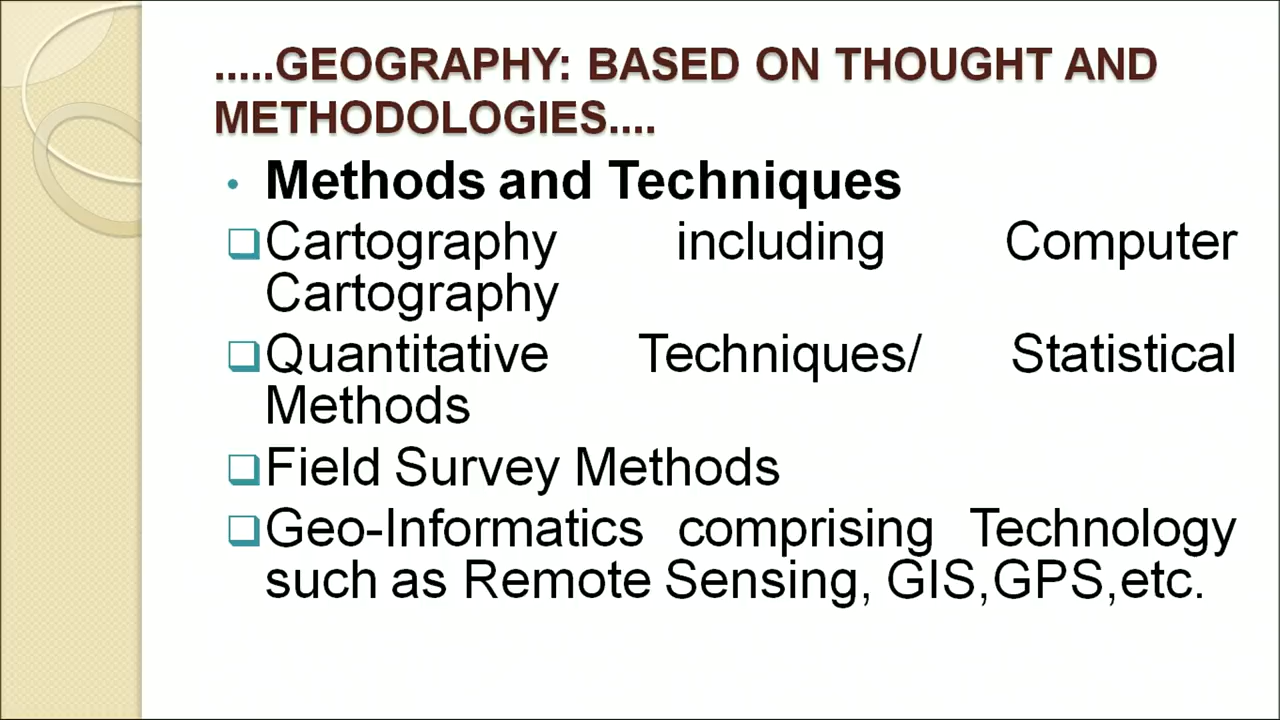 .....GEOGRAPHY: BASED ON THOUGHT AND
METHODOLOGIES....
• Methods and Techniques
❑Cartography including Computer
Cartography
❑Quantitative Techniques/ Statistical
Methods
❑Field Survey Methods
❑Geo-Informatics comprising Technology
such as Remote Sensing, GIS,GPS,etc.